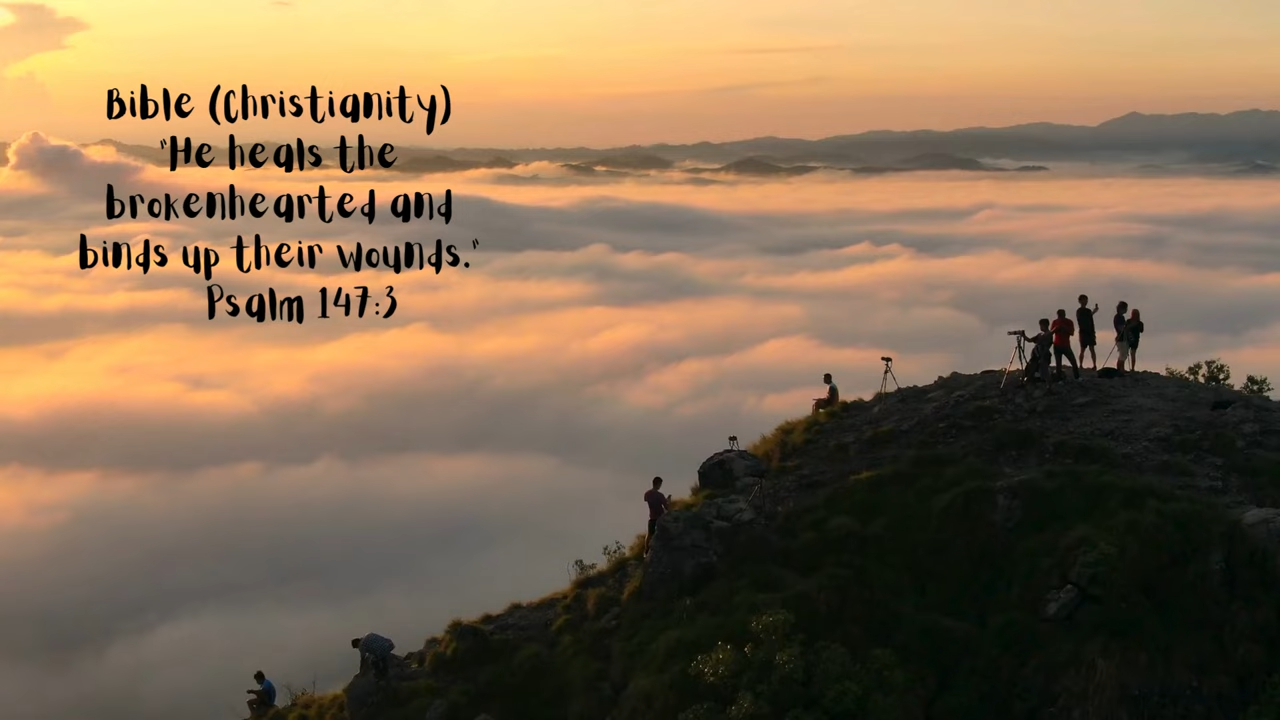 Bible (Christianity)
"He heals the
brokenhearted and
binds up their wounds."
Psalm 147:3